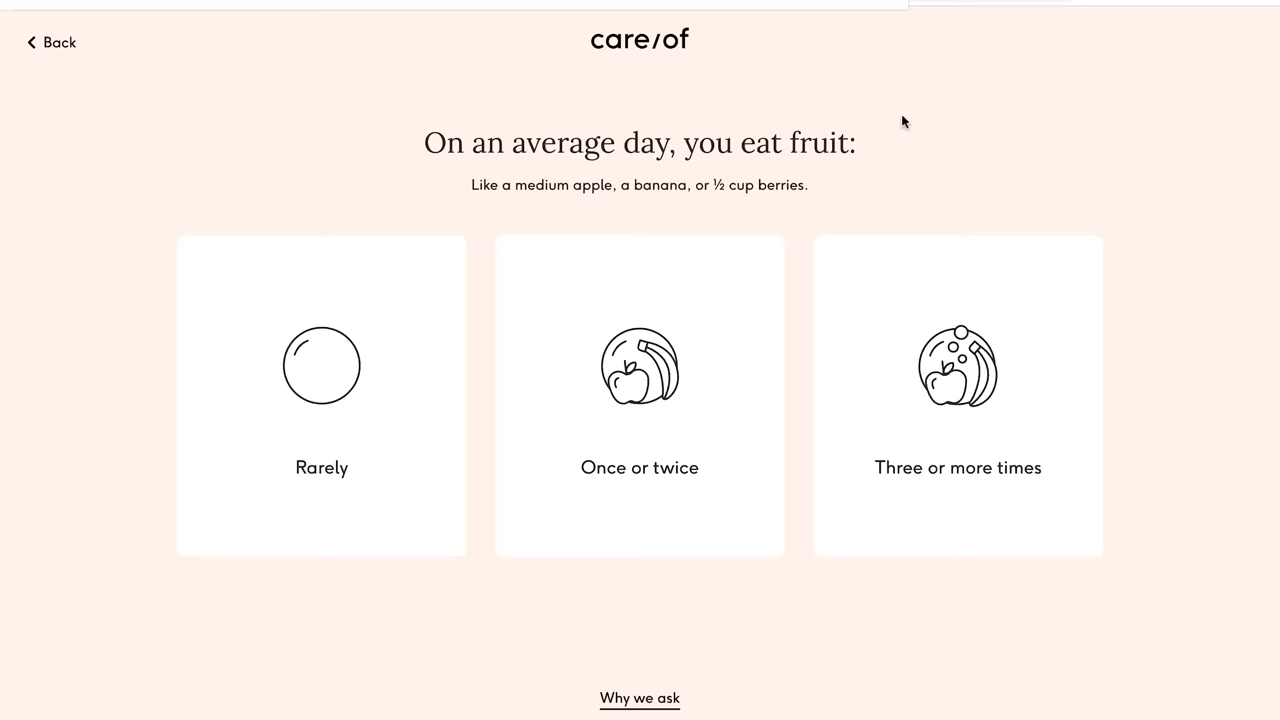 Back
care/of
On an average day, you eat fruit:
Like a medium apple, a banana, or ½ cup berries.
Rarely
Once or twice
Three or more times
Why we ask